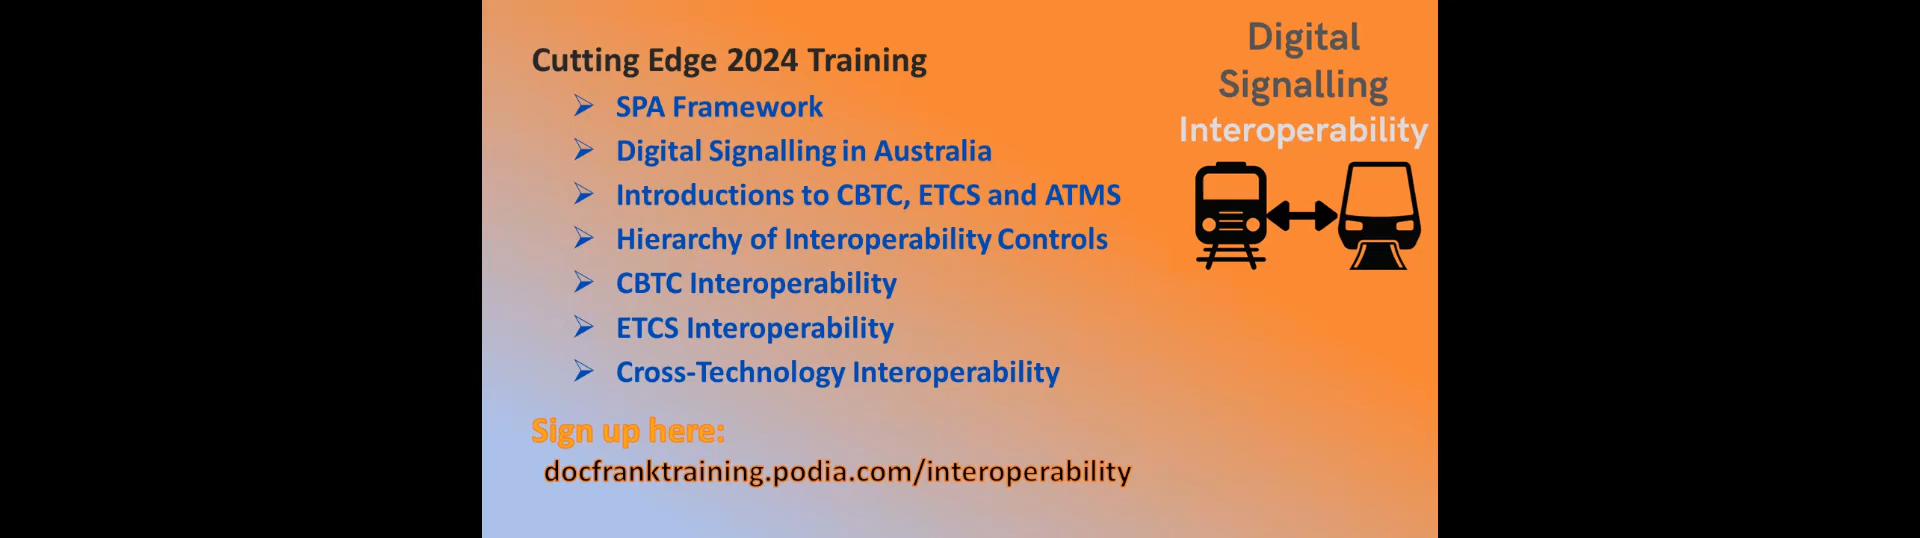 Cutting Edge 2024 Training
SPA Framework
Digital Signalling in Australia
Introductions to CBTC, ETCS and ATMS
Hierarchy of Interoperability Controls
CBTC Interoperability
ETCS Interoperability
Cross-Technology Interoperability
Sign up here:
docfranktraining.podia.com/interoperability
Digital
Signalling
Interoperability